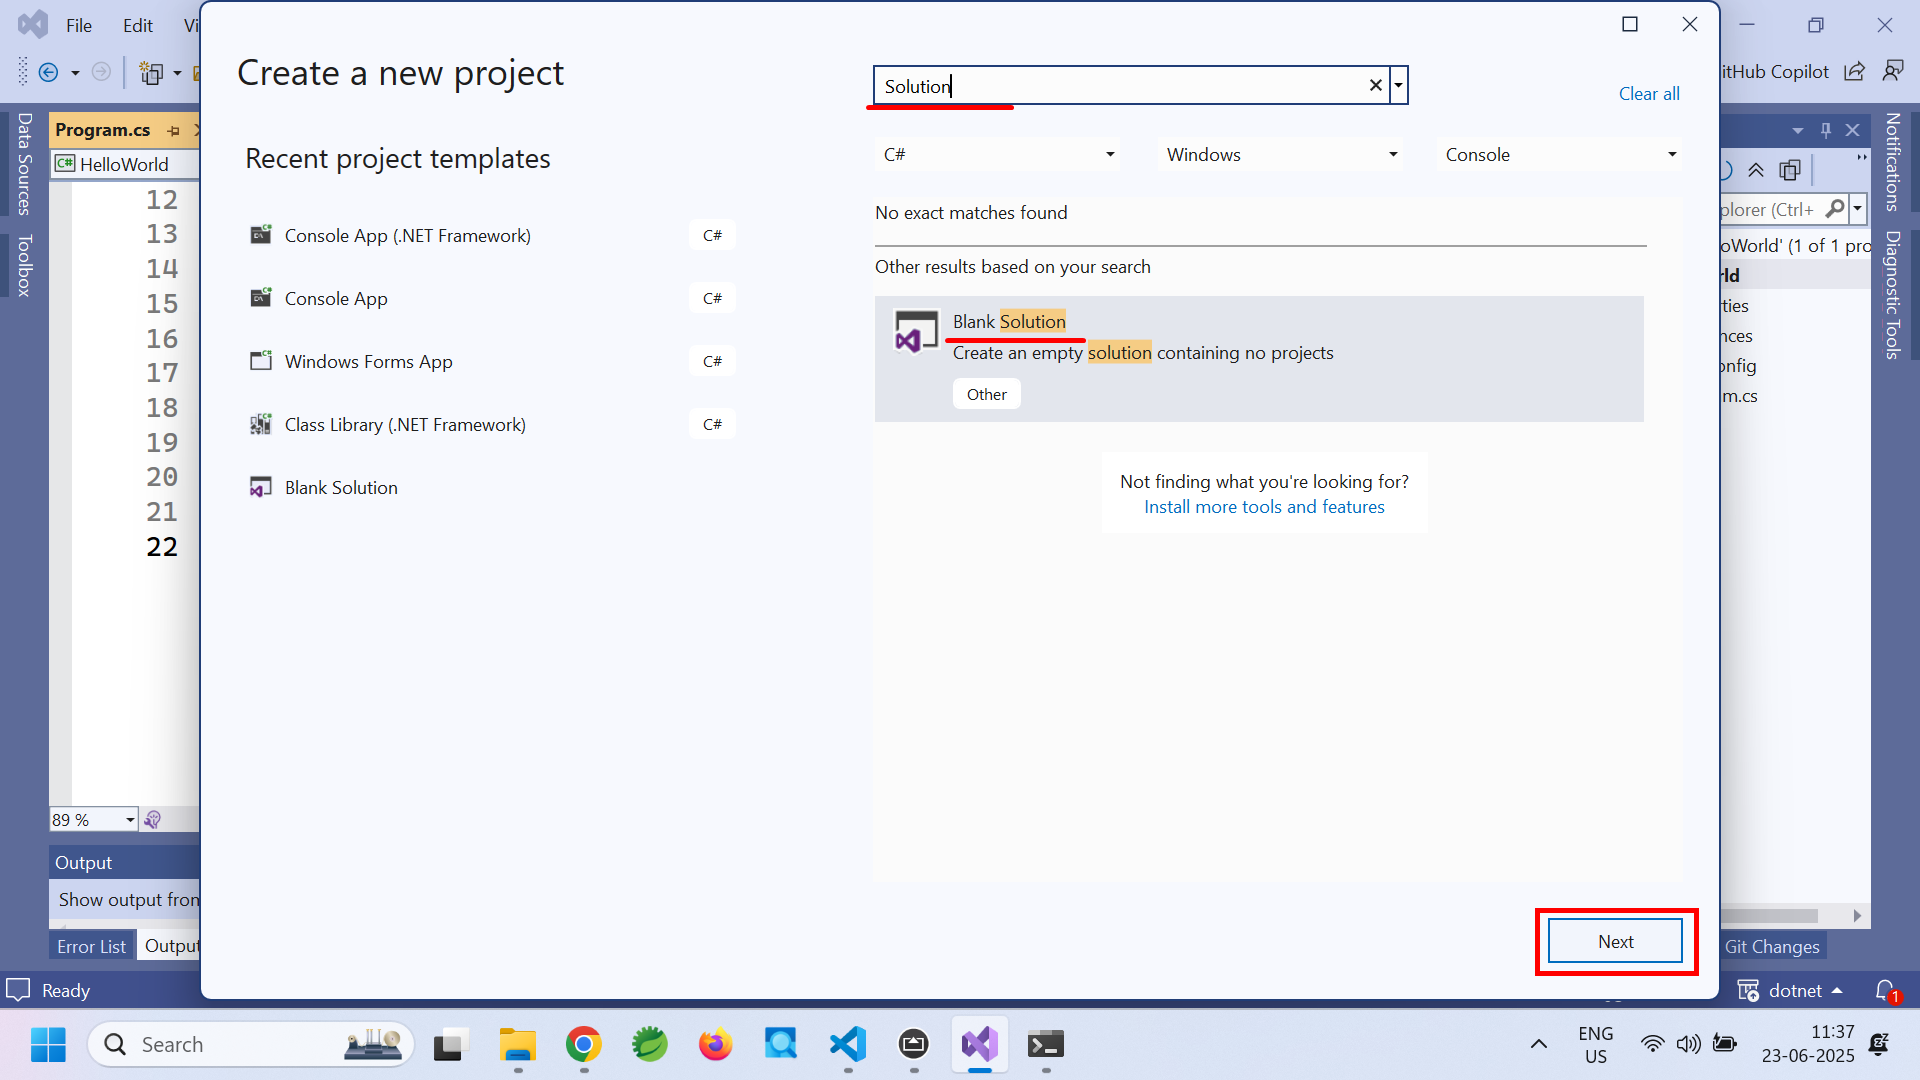 File Edit Vi
Create a new project
Solution
Clear all
itHub Copilot
Data Sources
Toolbox
Program.cs
C# HelloWorld
12
13
14
15
16
17
18
19
20
21
22
89 %
Output
Show output from
Error List Output
Ready
Recent project templates
Console App (.NET Framework) C#
Console App C#
Windows Forms App C#
Class Library (.NET Framework) C#
Blank Solution
C# Windows Console
No exact matches found
Other results based on your search
Blank Solution
Create an empty solution containing no projects
Other
Not finding what you're looking for?
Install more tools and features
Next
plorer (Ctrl+
oWorld' (1 of 1 pro
ld
ties
nces
onfig
m.cs
Notifications
Diagnostic Tools
Git Changes
dotnet
1
Search
ENG
US
11:37
23-06-2025